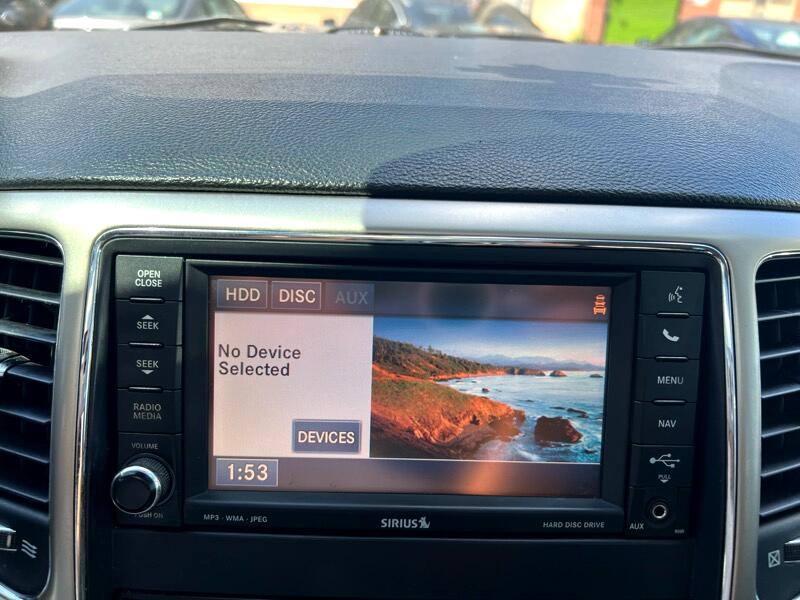 OPEN
CLOSE
SEEK
SEEK
RADIO
MEDIA
VOLUME
PUSH ON
HDD DISC AUX
No Device
Selected
DEVICES
1:53
MP3 · WMA · JPEG
SIRIUS
HARD DISC DRIVE
MENU
NAV
PULL
AUX